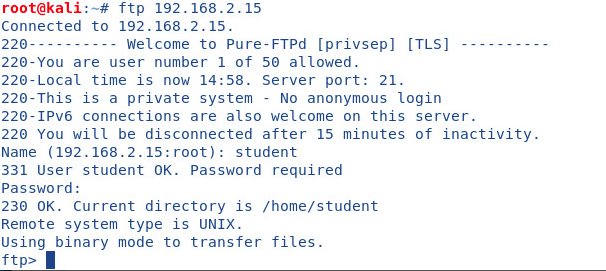 root@kali:~# ftp 192.168.2.15
Connected to 192.168.2.15.
220---------- Welcome to Pure-FTPd [privsep] [TLS] ----------
220-You are user number 1 of 50 allowed.
220-Local time is now 14:58. Server port: 21.
220-This is a private system - No anonymous login
220-IPv6 connections are also welcome on this server.
220 You will be disconnected after 15 minutes of inactivity.
Name (192.168.2.15:root): student
331 User student OK. Password required
Password:
230 OK. Current directory is /home/student
Remote system type is UNIX.
Using binary mode to transfer files.
ftp>